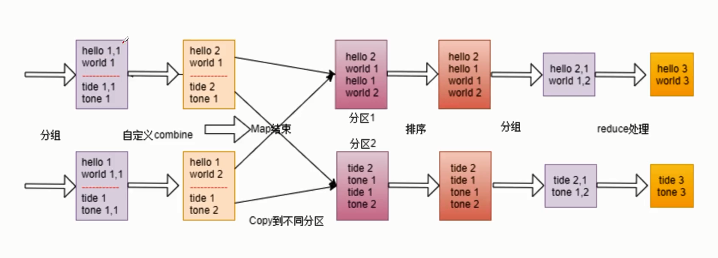 hello 1,1
world 1
tide 1,1
tone 1
hello 2
world 1
tide 2
tone 1
hello 2
world 1
hello 1
world 2
hello 2
hello 1
world 1
world 2
hello 2,1
world 1,2
hello 3
world 3
分组
自定义combine
Map结束
分区1
分区2
排序
分组
reduce处理
hello 1
world 1,1
tide 1
tone 1,1
hello 1
world 2
tide 1
tone 2
tide 2
tone 1
tide 1
tone 2
tide 2
tide 1
tone 1
tone 2
tide 2,1
tone 1,2
tide 3
tone 3
Copy到不同分区